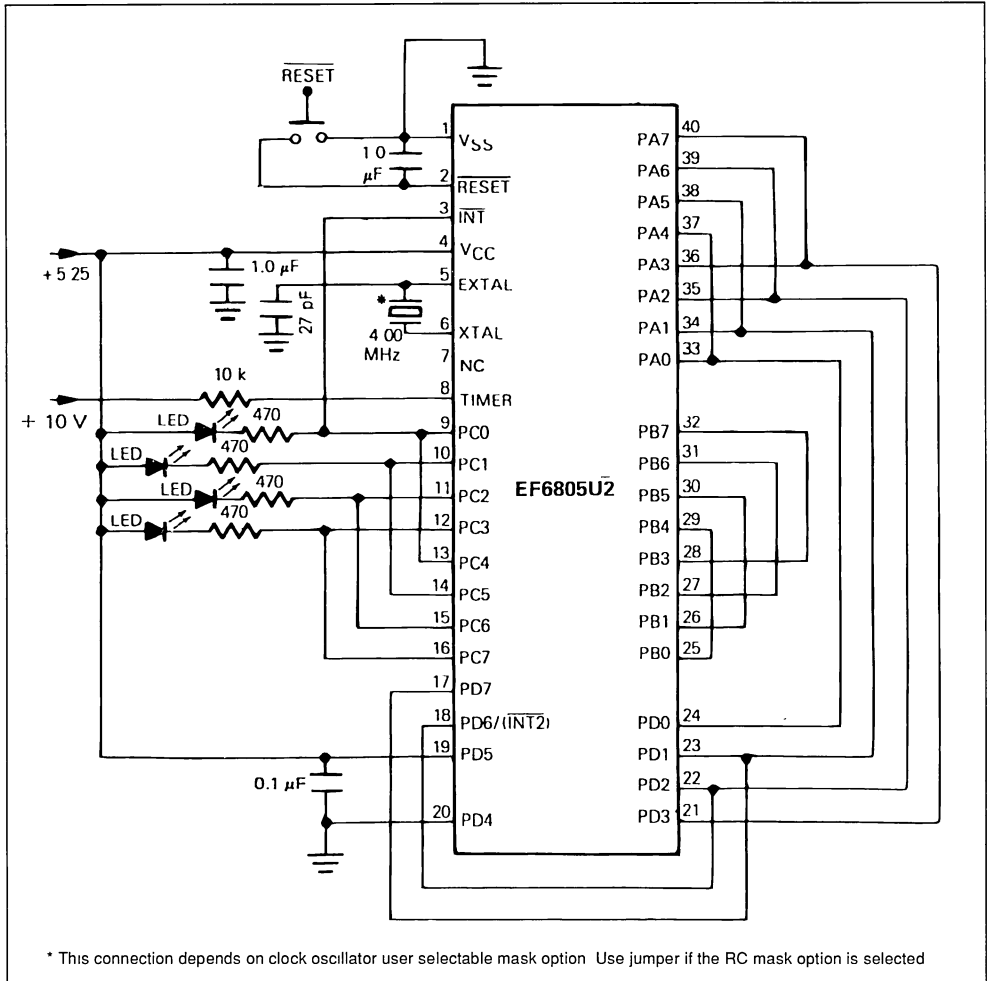 RESET
1 VSS
1 0 µF
2 RESET
3 INT
4 VCC
+5 25
1.0 µF
5 EXTAL
27 pF
*
6 XTAL
4 00 MHz
7 NC
10 k
8 TIMER
+ 10 V
LED 470
9 PC0
LED 470
10 PC1
LED 470
11 PC2
LED 470
12 PC3
13 PC4
14 PC5
15 PC6
16 PC7
17 PD7
18 PD6/(INT2)
19 PD5
0.1 µF
20 PD4
EF6805U2
PA7 40
PA6 39
PA5 38
PA4 37
PA3 36
PA2 35
PA1 34
PA0 33
PB7 32
PB6 31
PB5 30
PB4 29
PB3 28
PB2 27
PB1 26
PB0 25
PD0 24
PD1 23
PD2 22
PD3 21
* This connection depends on clock oscillator user selectable mask option Use jumper if the RC mask option is selected